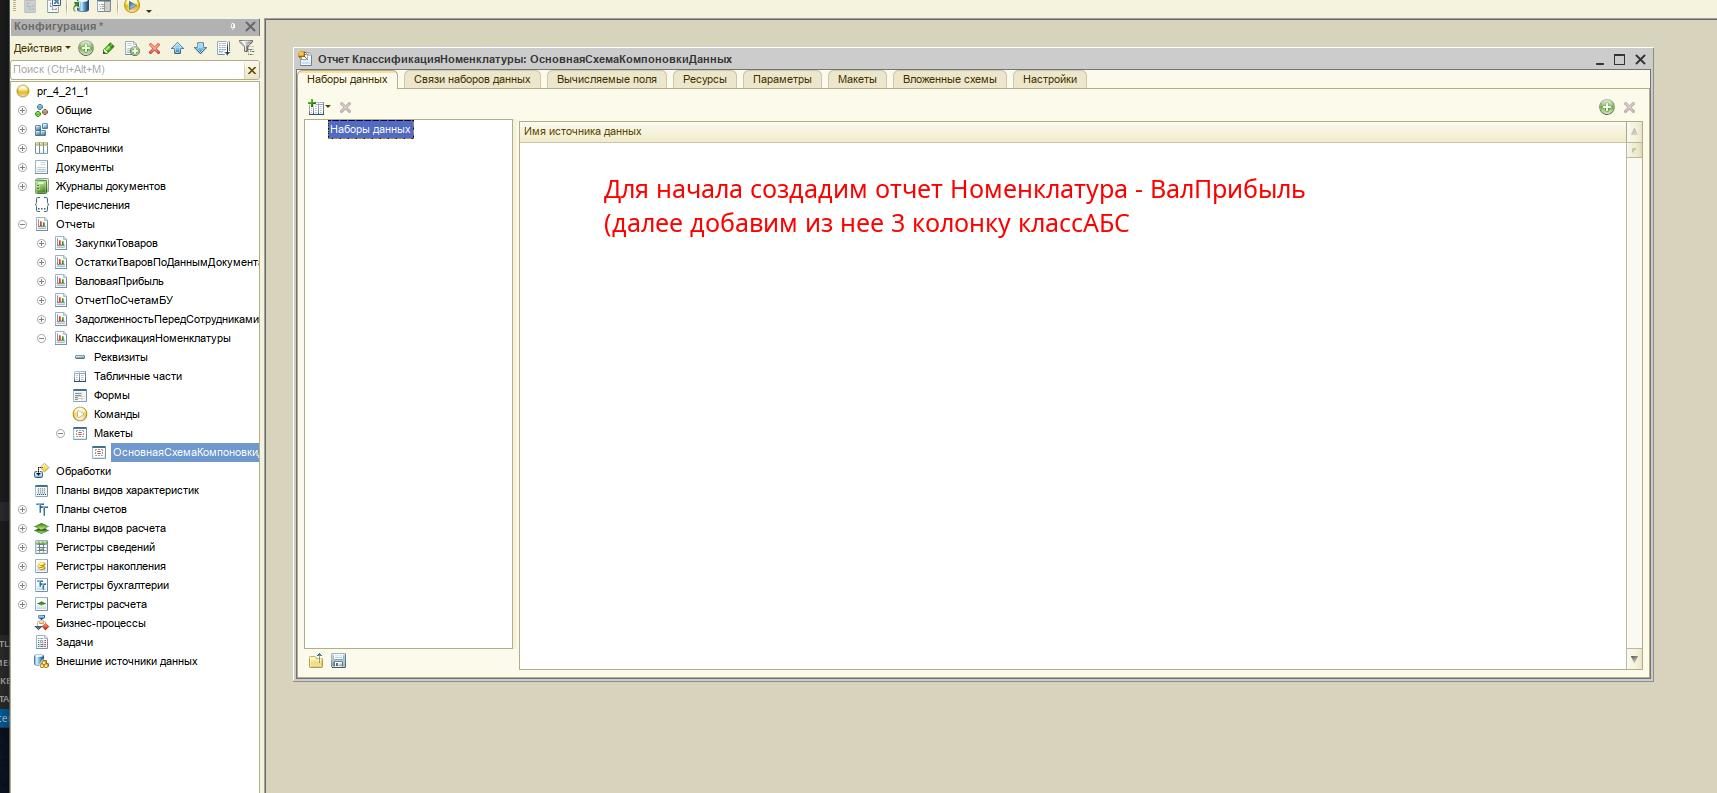 Конфигурация *
Действия
Поиск (Ctrl+Alt+M)
pr_4_21_1
Общие
Константы
Справочники
Документы
Журналы документов
Перечисления
Отчеты
ЗакупкиТоваров
ОстаткиТваровПоДаннымДокумент
ВаловаяПрибыль
ОтчетПоСчетамБУ
ЗадолженностьПередСотрудниками
КлассификацияНоменклатуры
Реквизиты
Табличные части
Формы
Команды
Макеты
ОсновнаяСхемаКомпоновки
Обработки
Планы видов характеристик
Планы счетов
Планы видов расчета
Регистры сведений
Регистры накопления
Регистры бухгалтерии
Регистры расчета
Бизнес-процессы
Задачи
Внешние источники данных
Отчет КлассификацияНоменклатуры: ОсновнаяСхемаКомпоновкиДанных
Наборы данных Связи наборов данных Вычисляемые поля Ресурсы Параметры Макеты Вложенные схемы Настройки
Наборы данных
Имя источника данных
Для начала создадим отчет Номенклатура - ВалПрибыль
(далее добавим из нее 3 колонку классАБС